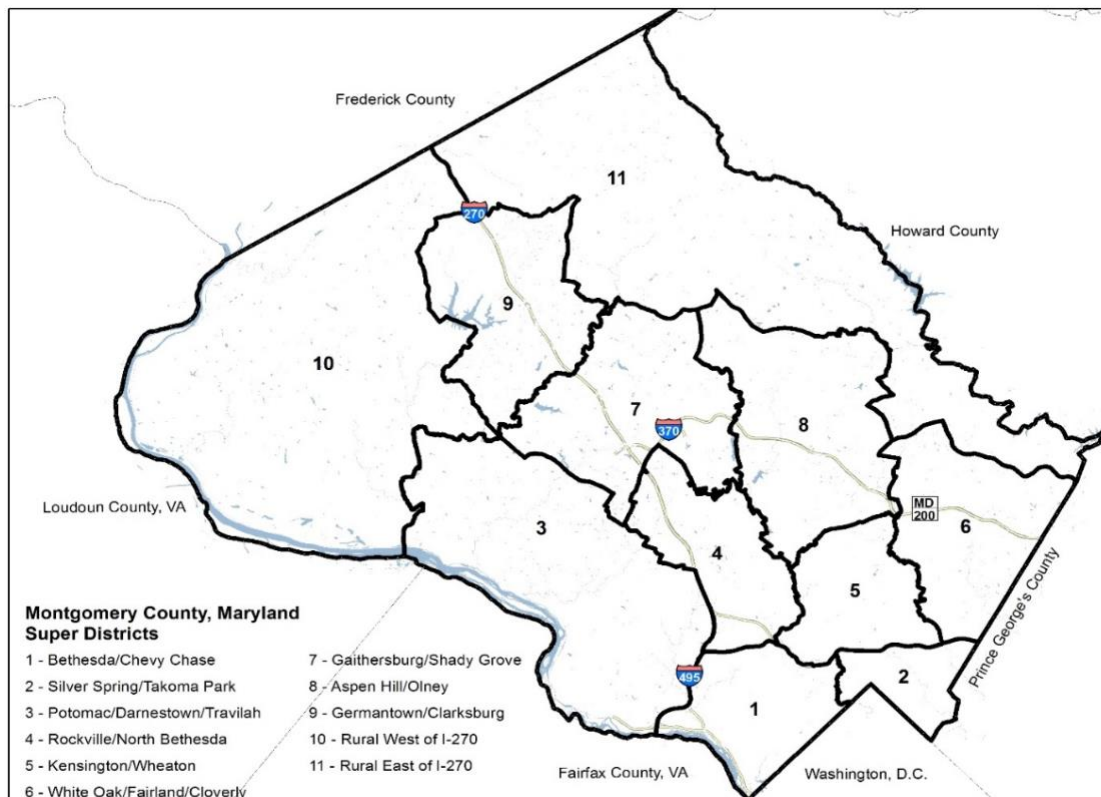 Frederick County
11
270
Howard County
9
10
7
370
8
Loudoun County, VA
MD
200
6
3
4
5
Prince George's County
495
2
1
Fairfax County, VA
Washington, D.C.
Montgomery County, Maryland
Super Districts
1 - Bethesda/Chevy Chase
2 - Silver Spring/Takoma Park
3 - Potomac/Darnestown/Travilah
4 - Rockville/North Bethesda
5 - Kensington/Wheaton
6 - White Oak/Fairland/Cloverly
7 - Gaithersburg/Shady Grove
8 - Aspen Hill/Olney
9 - Germantown/Clarksburg
10 - Rural West of I-270
11 - Rural East of I-270